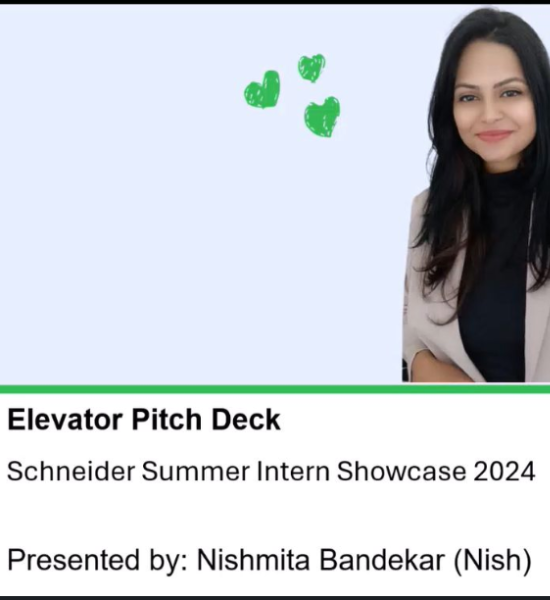 Elevator Pitch Deck
Schneider Summer Intern Showcase 2024
Presented by: Nishmita Bandekar (Nish)